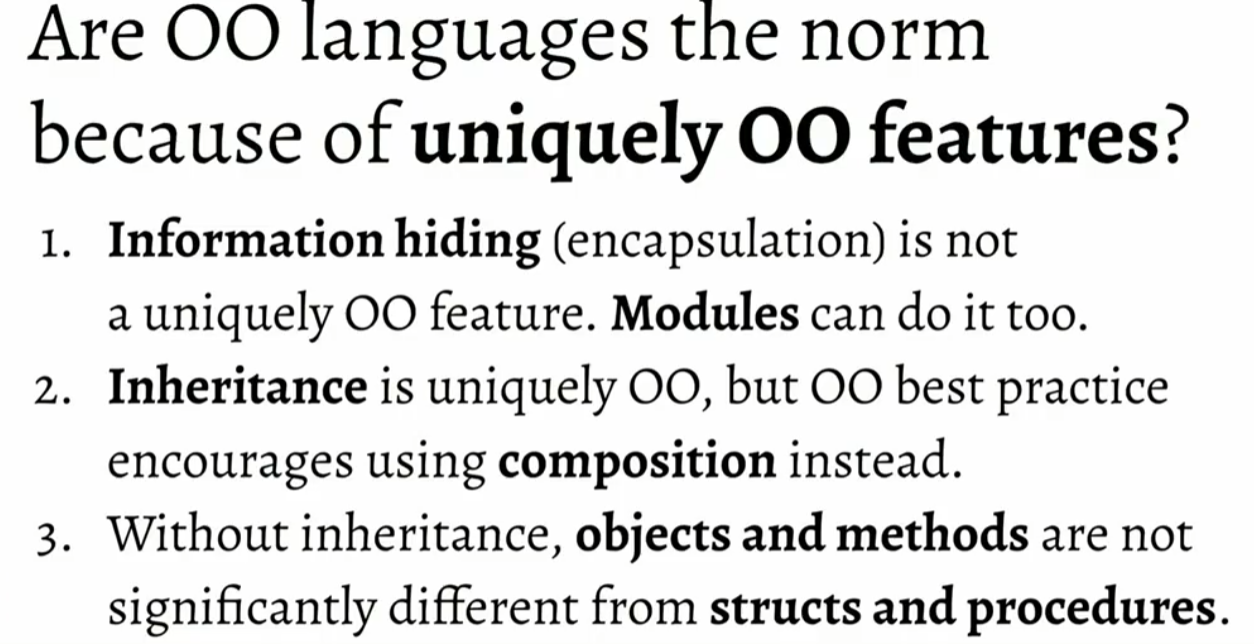 Are OO languages the norm
because of uniquely OO features?
1. Information hiding (encapsulation) is not
a uniquely OO feature. Modules can do it too.
2. Inheritance is uniquely OO, but OO best practice
encourages using composition instead.
3. Without inheritance, objects and methods are not
significantly different from structs and procedures.